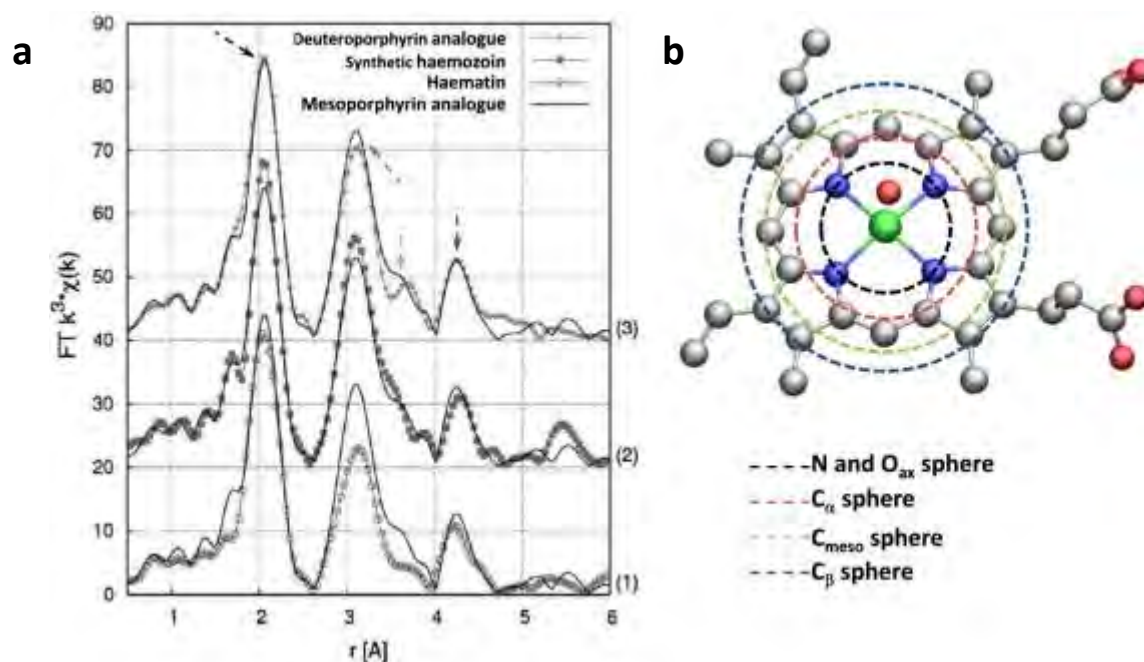 a
b
90
80
70
60
50
40
30
20
10
0
FT k³*χ(k)
Deuteroporphyrin analogue
Synthetic haemozoin
Haematin
Mesoporphyrin analogue
(3)
(2)
(1)
1 2 3 4 5 6
r [A]
N and Oax sphere
Cα sphere
Cmeso sphere
Cβ sphere